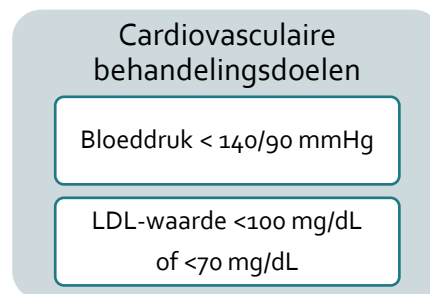 Cardiovasculaire
behandelingsdoelen
Bloeddruk < 140/90 mmHg
LDL-waarde <100 mg/dL
of <70 mg/dL